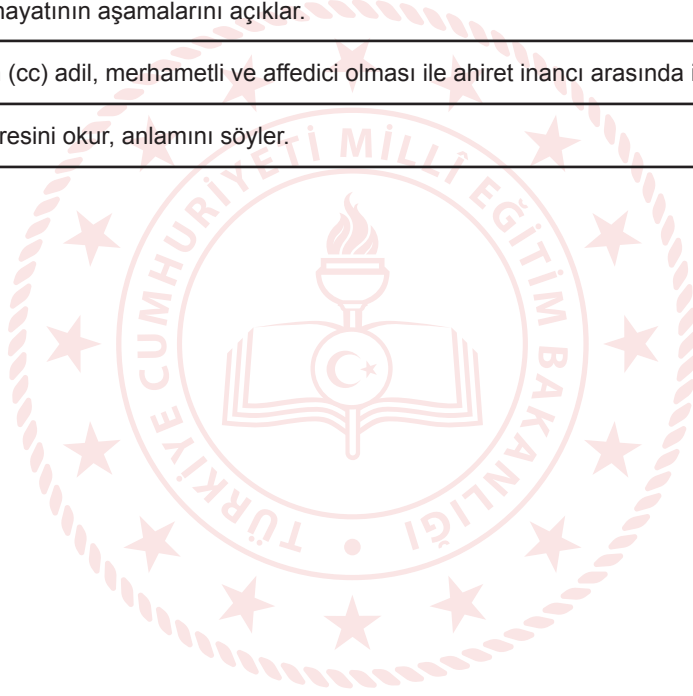 hayatının aşamalarını açıklar.
(cc) adil, merhametli ve affedici olması ile ahiret inancı arasında i
resini okur, anlamını söyler.
TÜRKİYE CUMHURİYETİ MİLLÎ EĞİTİM BAKANLIĞI